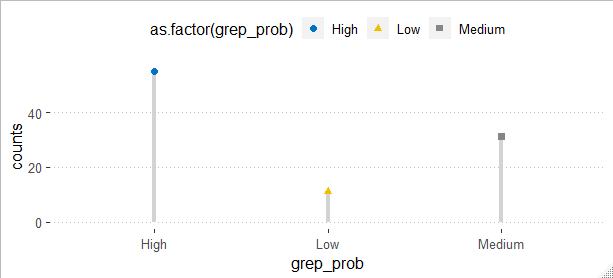 as.factor(grep_prob) High Low Medium
counts
40
20
0
High Low Medium
grep_prob